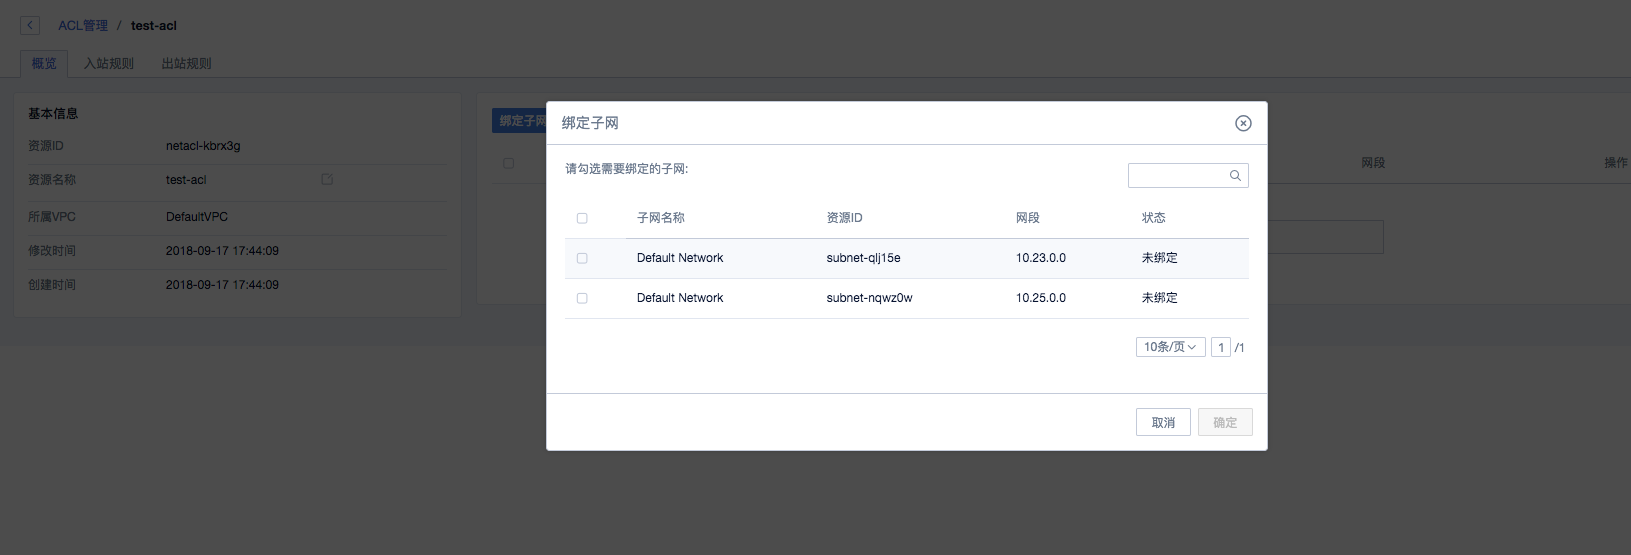 ACL管理 / test-acl
概览 入站规则 出站规则
基本信息
资源ID netacl-kbrx3g
资源名称 test-acl
所属VPC DefaultVPC
修改时间 2018-09-17 17:44:09
创建时间 2018-09-17 17:44:09
绑定子网
网段 操作
绑定子网
请勾选需要绑定的子网:
子网名称 资源ID 网段 状态
Default Network subnet-qlj15e 10.23.0.0 未绑定
Default Network subnet-nqwz0w 10.25.0.0 未绑定
10条/页 1 /1
取消 确定